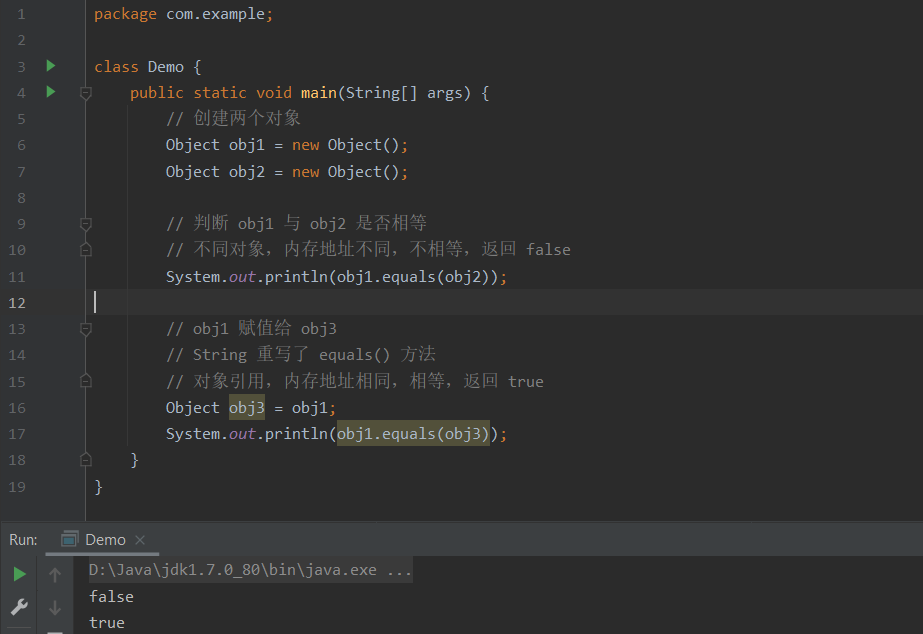 1 package com.example;
2
3 class Demo {
4 public static void main(String[] args) {
5 // 创建两个对象
6 Object obj1 = new Object();
7 Object obj2 = new Object();
8
9 // 判断 obj1 与 obj2 是否相等
10 // 不同对象，内存地址不同，不相等，返回 false
11 System.out.println(obj1.equals(obj2));
12
13 // obj1 赋值给 obj3
14 // String 重写了 equals() 方法
15 // 对象引用，内存地址相同，相等，返回 true
16 Object obj3 = obj1;
17 System.out.println(obj1.equals(obj3));
18 }
19 }
Run: Demo ×
D:\Java\jdk1.7.0_80\bin\java.exe ...
false
true